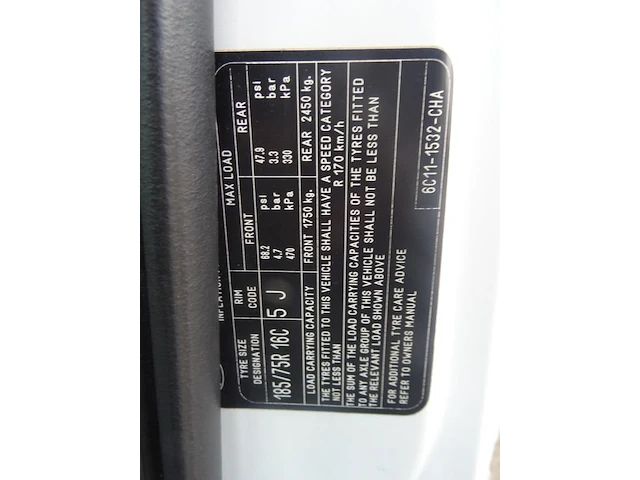 MAX LOAD
TYRE SIZE DESIGNATION RIM CODE FRONT REAR
185/75R 16C 5 J 68.2 psi 47.9 psi
4.7 bar 3.3 bar
470 kPa 330 kPa
LOAD CARRYING CAPACITY FRONT 1750 kg. REAR 2450 kg.
THE TYRES FITTED TO THIS VEHICLE SHALL HAVE A SPEED CATEGORY
NOT LESS THAN R 170 km/h
THE SUM OF THE LOAD CARRYING CAPACITIES OF THE TYRES FITTED
TO ANY AXLE GROUP OF THIS VEHICLE SHALL NOT BE LESS THAN
THE RELEVANT LOAD SHOWN ABOVE
FOR ADDITIONAL TYRE CARE ADVICE
REFER TO OWNERS MANUAL
6C11-1532-CHA